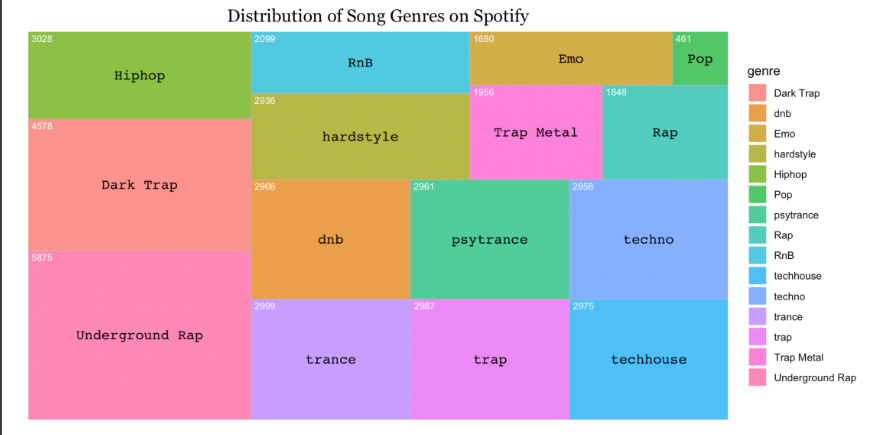 Distribution of Song Genres on Spotify
3028
Hiphop
4578
Dark Trap
5875
Underground Rap
2099
RnB
2936
hardstyle
1680
Emo
461
Pop
1956
Trap Metal
1848
Rap
2966
dnb
2961
psytrance
2956
techno
2999
trance
2987
trap
2975
techhouse
genre
Dark Trap
dnb
Emo
hardstyle
Hiphop
Pop
psytrance
Rap
RnB
techhouse
techno
trance
trap
Trap Metal
Underground Rap